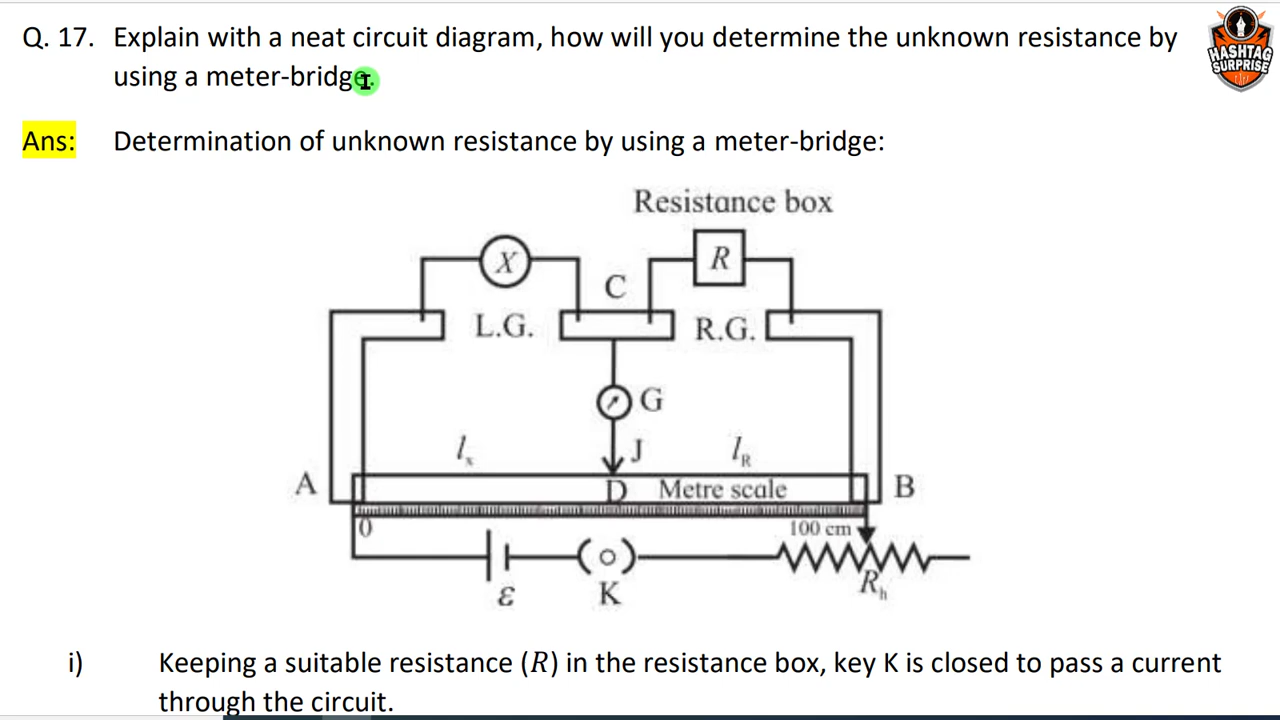 Q. 17. Explain with a neat circuit diagram, how will you determine the unknown resistance by
using a meter-bridge.
HASHTAG
SURPRISE
Ans: Determination of unknown resistance by using a meter-bridge:
Resistance box
X
R
C
L.G.
R.G.
G
lx
J
lR
A
D
Metre scale
B
0
100 cm
ε
K
Rh
i) Keeping a suitable resistance (R) in the resistance box, key K is closed to pass a current
through the circuit.